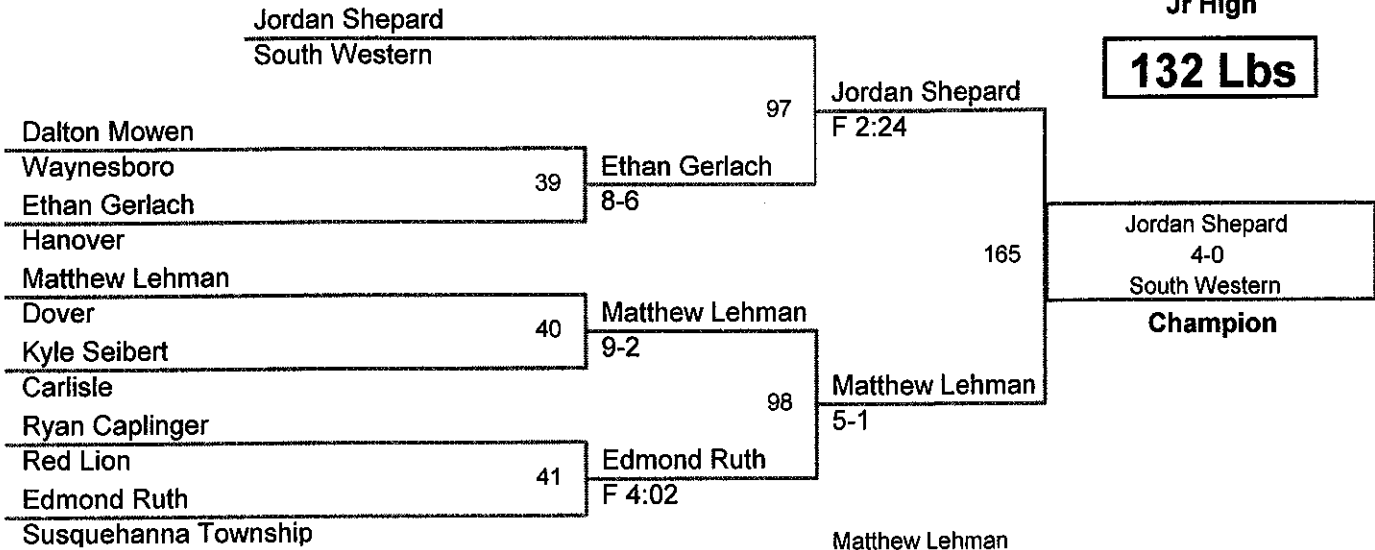 Jr High
132 Lbs
Jordan Shepard
South Western
97
Jordan Shepard
F 2:24
Dalton Mowen
Waynesboro
39
Ethan Gerlach
8-6
Ethan Gerlach
Hanover
165
Jordan Shepard
4-0
South Western
Champion
Matthew Lehman
Dover
40
Matthew Lehman
9-2
Kyle Seibert
Carlisle
98
Matthew Lehman
5-1
Ryan Caplinger
Red Lion
41
Edmond Ruth
F 4:02
Edmond Ruth
Susquehanna Township
Matthew Lehman